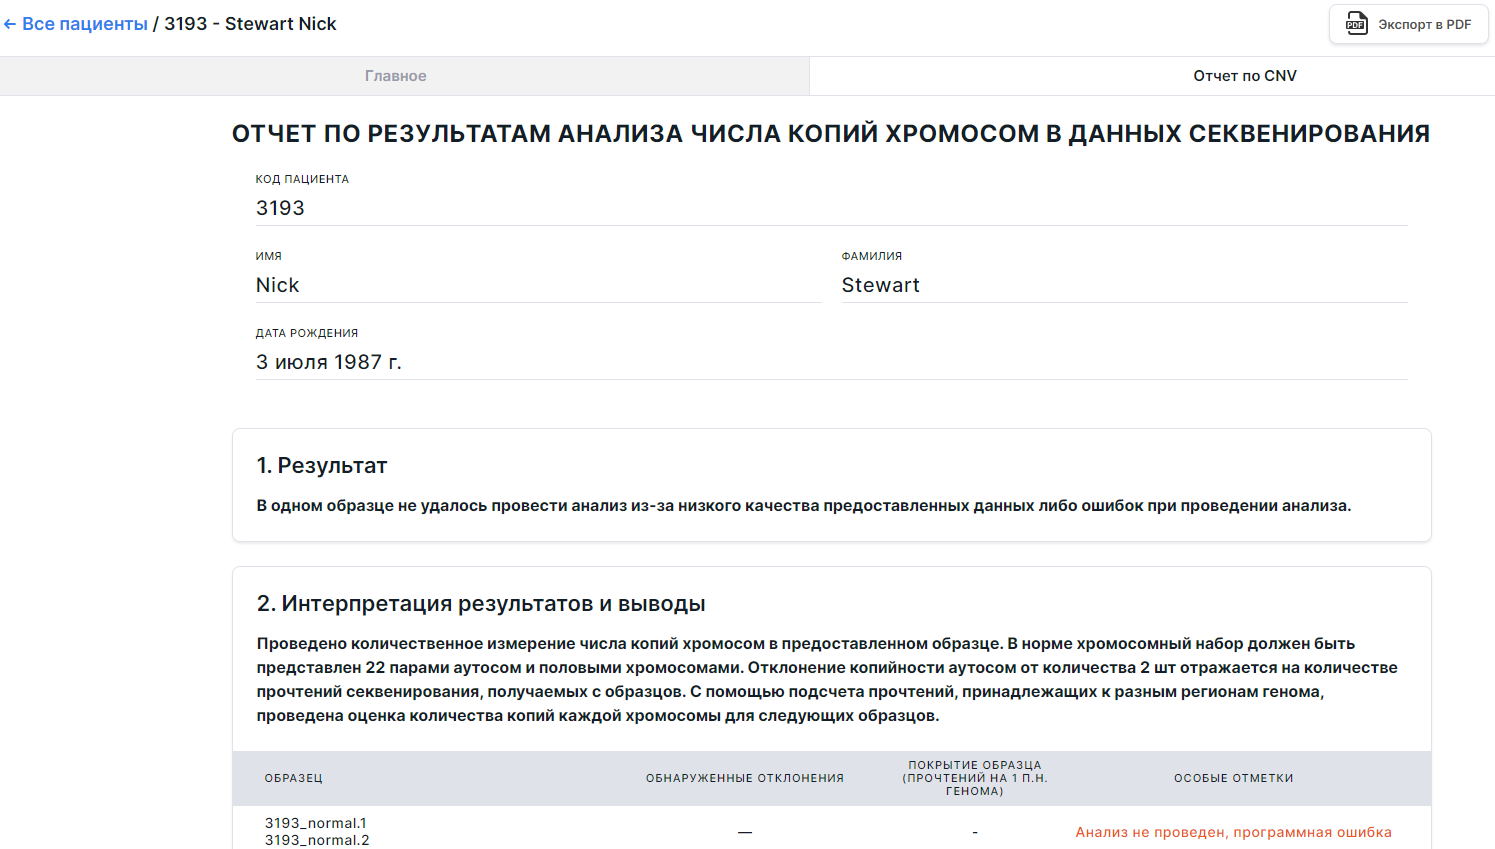 ← Все пациенты / 3193 - Stewart Nick
PDF Экспорт в PDF
Главное
Отчет по CNV
ОТЧЕТ ПО РЕЗУЛЬТАТАМ АНАЛИЗА ЧИСЛА КОПИЙ ХРОМОСОМ В ДАННЫХ СЕКВЕНИРОВАНИЯ
КОД ПАЦИЕНТА
3193
ИМЯ
Nick
ФАМИЛИЯ
Stewart
ДАТА РОЖДЕНИЯ
3 июля 1987 г.
1. Результат
В одном образце не удалось провести анализ из-за низкого качества предоставленных данных либо ошибок при проведении анализа.
2. Интерпретация результатов и выводы
Проведено количественное измерение числа копий хромосом в предоставленном образце. В норме хромосомный набор должен быть
представлен 22 парами аутосом и половыми хромосомами. Отклонение копийности аутосом от количества 2 шт отражается на количестве
прочтений секвенирования, получаемых с образцов. С помощью подсчета прочтений, принадлежащих к разным регионам генома,
проведена оценка количества копий каждой хромосомы для следующих образцов.
ОБРАЗЕЦ
ОБНАРУЖЕННЫЕ ОТКЛОНЕНИЯ
ПОКРЫТИЕ ОБРАЗЦА
(ПРОЧТЕНИЙ НА 1 П.Н.
ГЕНОМА)
ОСОБЫЕ ОТМЕТКИ
3193_normal.1
3193_normal.2
—
-
Анализ не проведен, программная ошибка